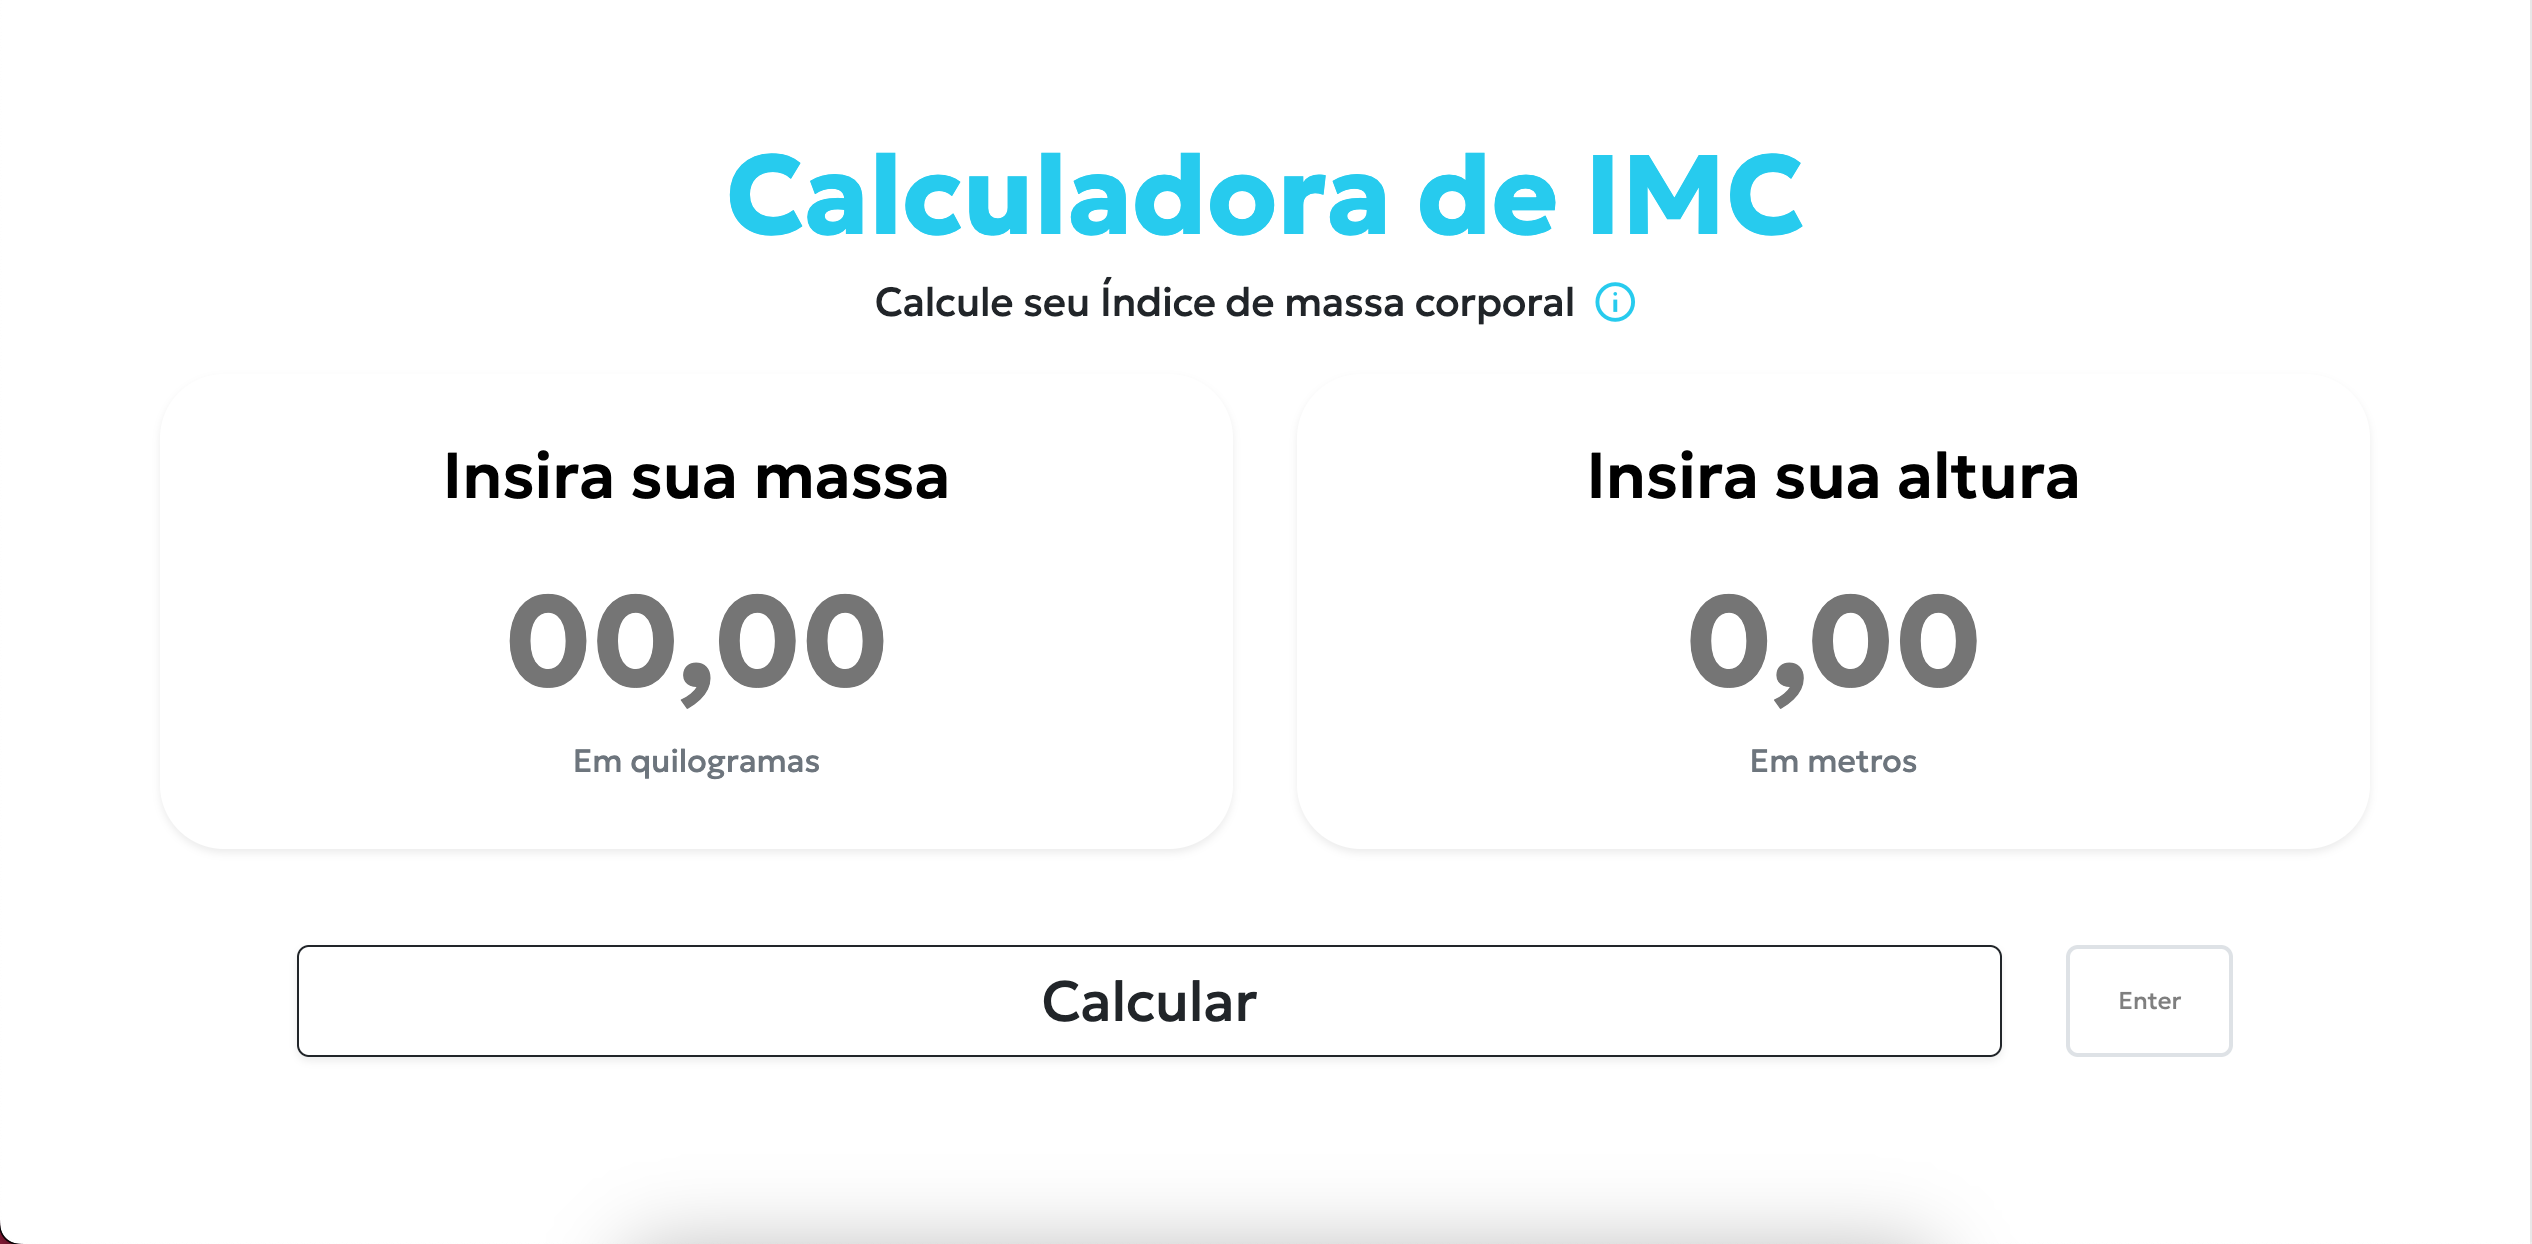 Calculadora de IMC
Calcule seu Índice de massa corporal
Insira sua massa
00,00
Em quilogramas
Insira sua altura
0,00
Em metros
Calcular
Enter